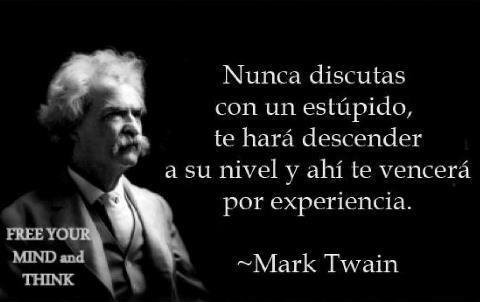 Nunca discutas
con un estúpido,
te hará descender
a su nivel y ahí te vencerá
por experiencia.
~Mark Twain
FREE YOUR
MIND and
THINK